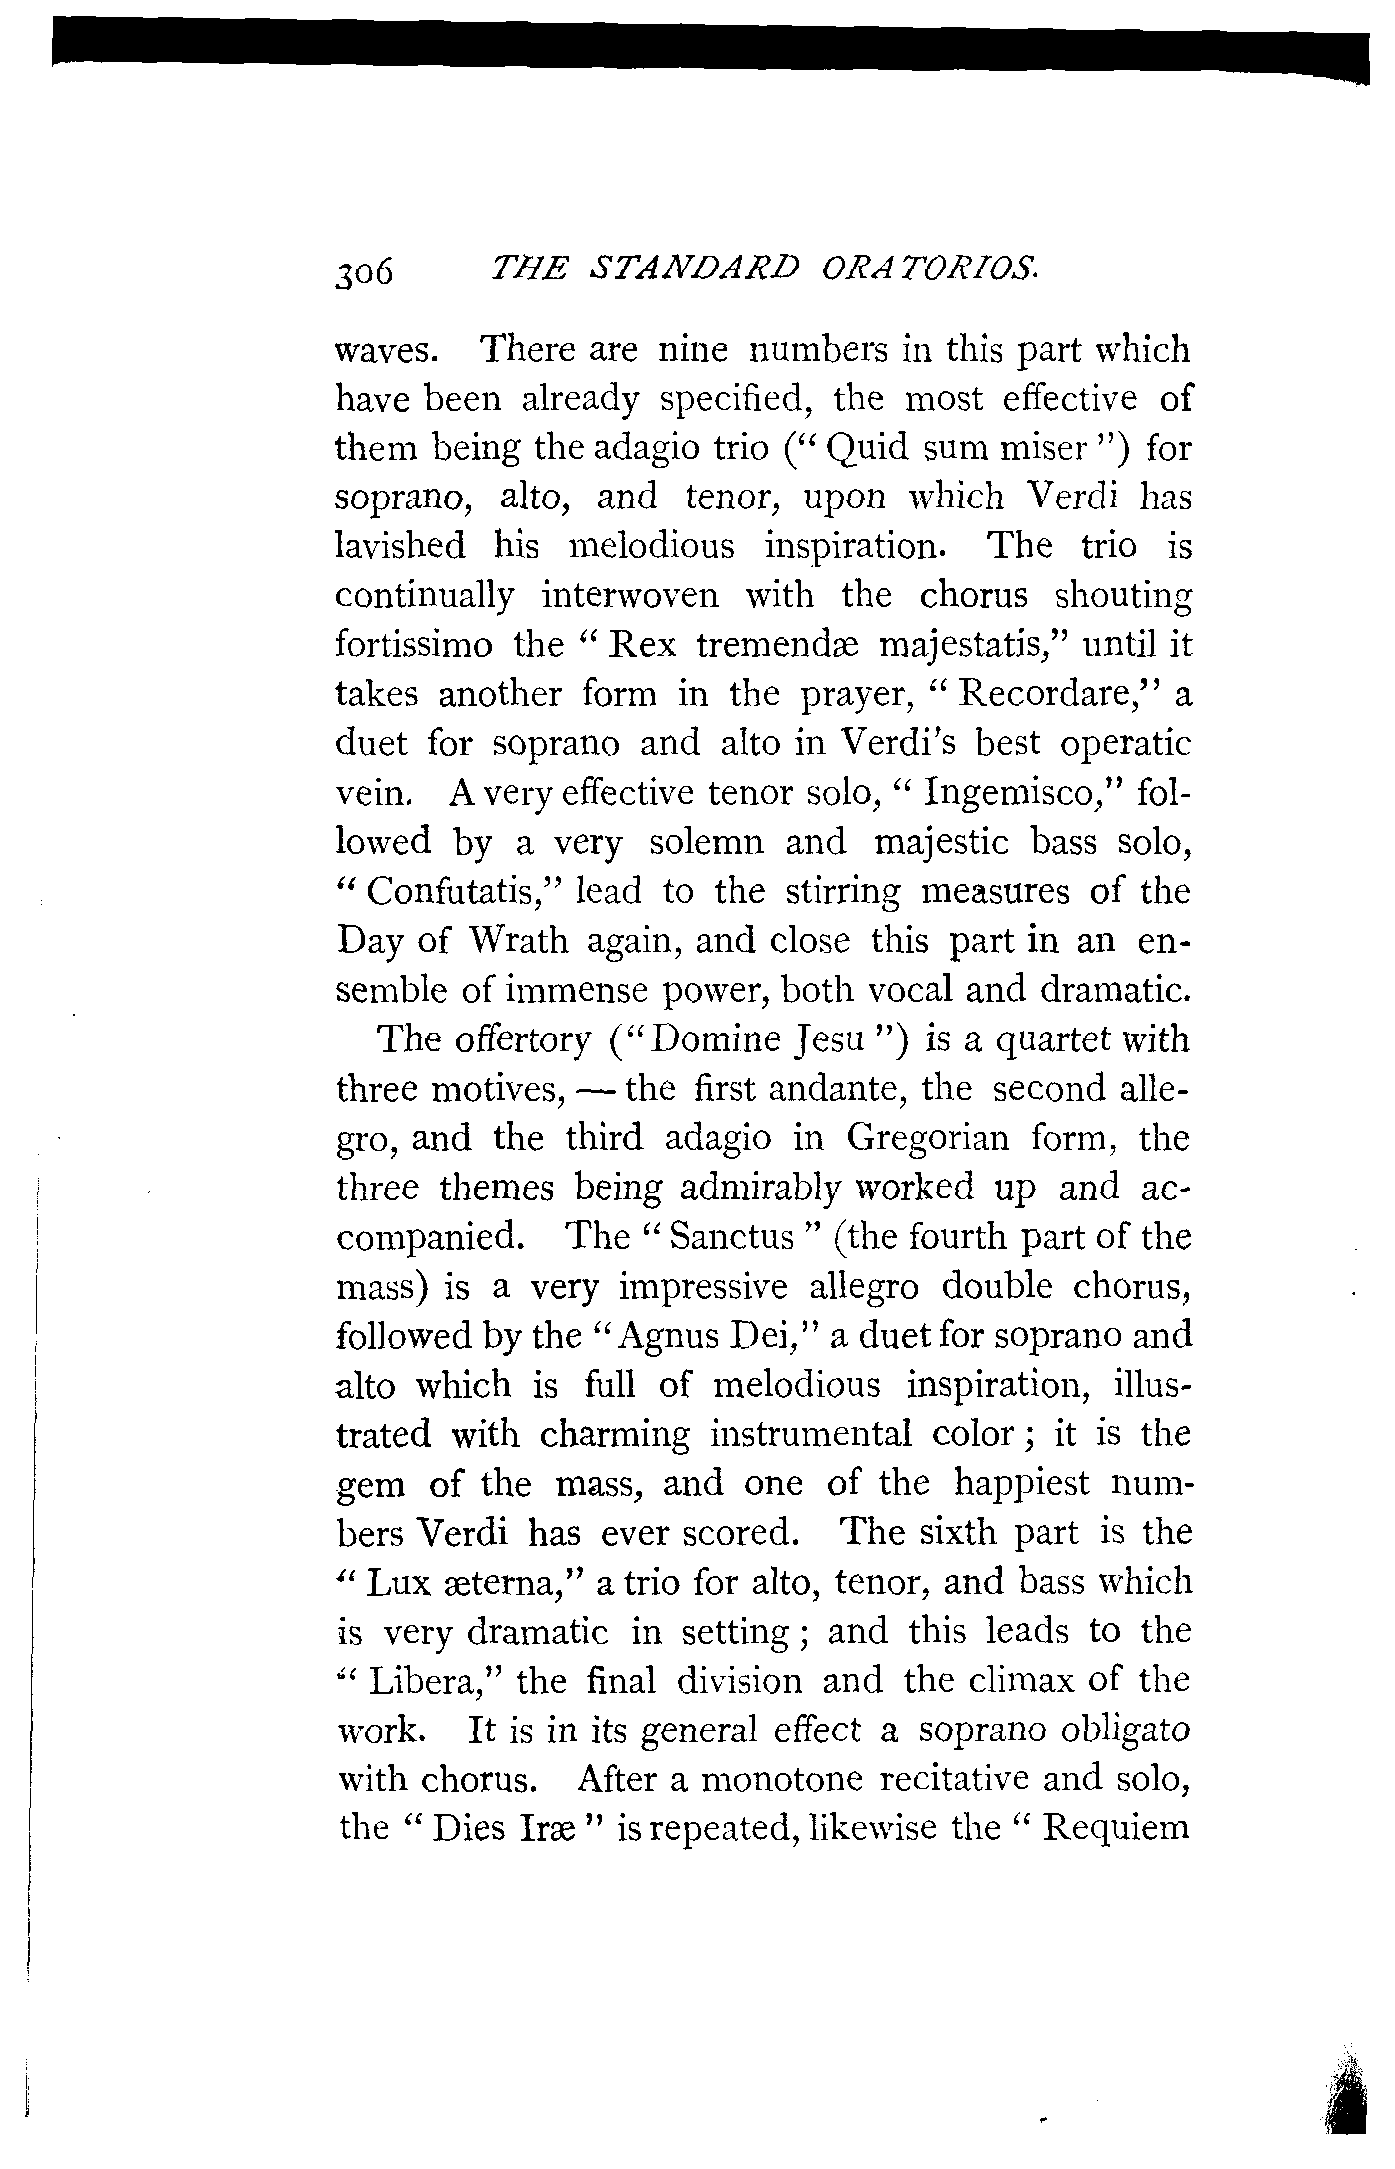 306 THE STANDARD ORATORIOS.
waves. There are nine numbers in this part which
have been already specified, the most effective of
them being the adagio trio (“ Quid sum miser ”) for
soprano, alto, and tenor, upon which Verdi has
lavished his melodious inspiration. The trio is
continually interwoven with the chorus shouting
fortissimo the “ Rex tremendæ majestatis,” until it
takes another form in the prayer, “ Recordare,” a
duet for soprano and alto in Verdi's best operatic
vein. A very effective tenor solo, “ Ingemisco,” fol-
lowed by a very solemn and majestic bass solo,
“ Confutatis,” lead to the stirring measures of the
Day of Wrath again, and close this part in an en-
semble of immense power, both vocal and dramatic.
The offertory (“Domine Jesu ”) is a quartet with
three motives, — the first andante, the second alle-
gro, and the third adagio in Gregorian form, the
three themes being admirably worked up and ac-
companied. The “ Sanctus ” (the fourth part of the
mass) is a very impressive allegro double chorus,
followed by the “Agnus Dei,” a duet for soprano and
alto which is full of melodious inspiration, illus-
trated with charming instrumental color ; it is the
gem of the mass, and one of the happiest num-
bers Verdi has ever scored. The sixth part is the
“ Lux æterna,” a trio for alto, tenor, and bass which
is very dramatic in setting ; and this leads to the
“ Libera,” the final division and the climax of the
work. It is in its general effect a soprano obligato
with chorus. After a monotone recitative and solo,
the “ Dies Iræ ” is repeated, likewise the “ Requiem